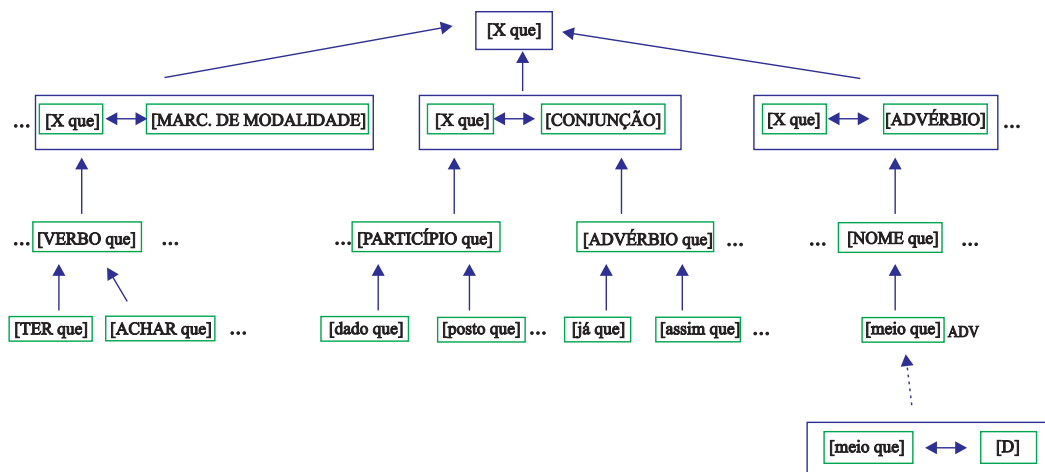 [X que]
... [X que] [MARC. DE MODALIDADE] [X que] [CONJUNÇÃO] [X que] [ADVÉRBIO] ...
... [VERBO que] ... ... [PARTICÍPIO que] [ADVÉRBIO que] ... ... [NOME que] ...
[TER que] [ACHAR que] ... [dado que] [posto que] ... [já que] [assim que] ... [meio que] ADV
[meio que] [D]